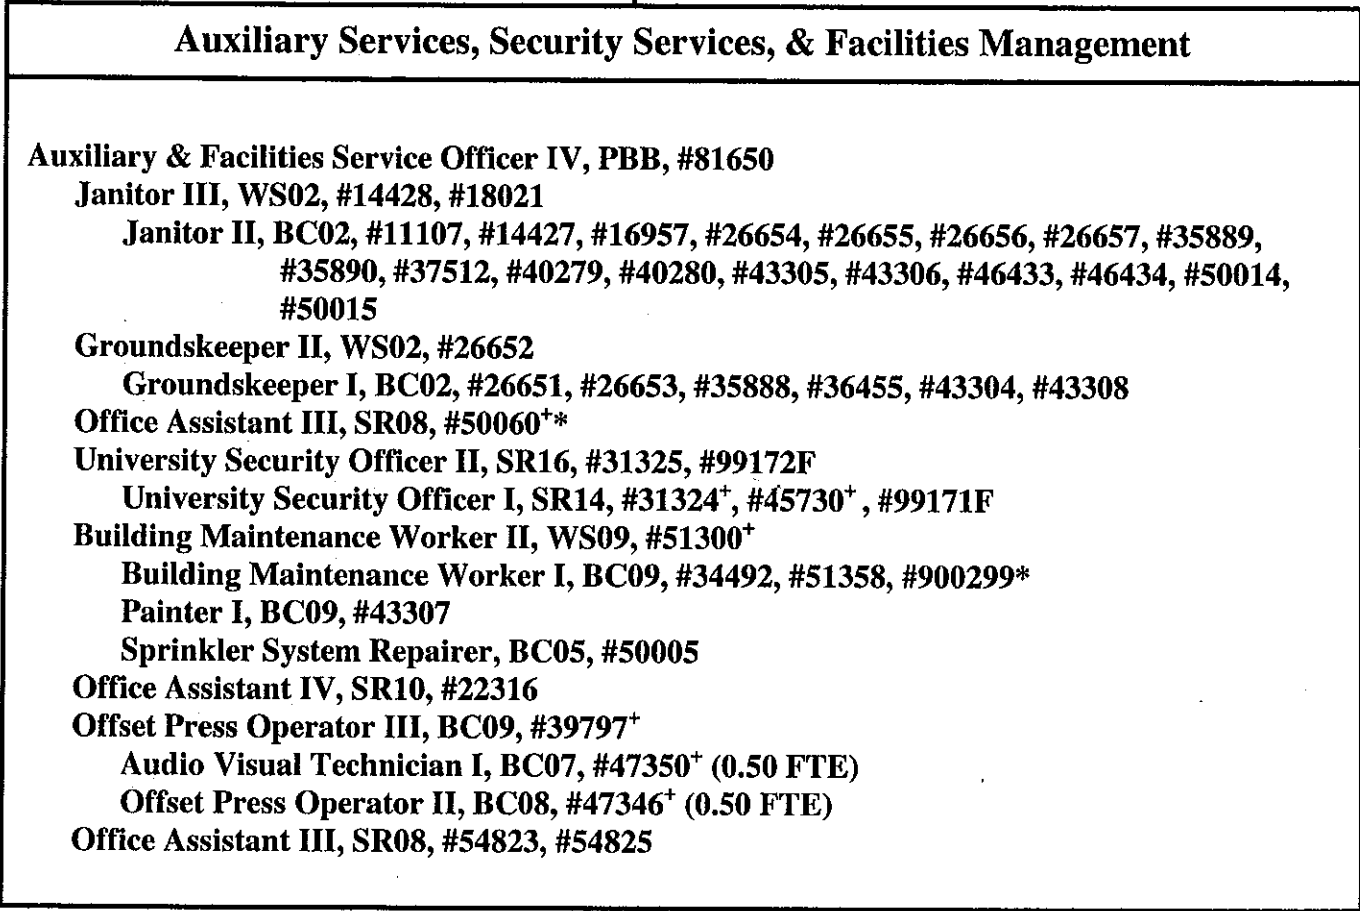 Auxiliary Services, Security Services, & Facilities Management
Auxiliary & Facilities Service Officer IV, PBB, #81650
Janitor III, WS02, #14428, #18021
Janitor II, BC02, #11107, #14427, #16957, #26654, #26655, #26656, #26657, #35889,
#35890, #37512, #40279, #40280, #43305, #43306, #46433, #46434, #50014,
#50015
Groundskeeper II, WS02, #26652
Groundskeeper I, BC02, #26651, #26653, #35888, #36455, #43304, #43308
Office Assistant III, SR08, #50060⁺*
University Security Officer II, SR16, #31325, #99172F
University Security Officer I, SR14, #31324⁺, #45730⁺ , #99171F
Building Maintenance Worker II, WS09, #51300⁺
Building Maintenance Worker I, BC09, #34492, #51358, #900299*
Painter I, BC09, #43307
Sprinkler System Repairer, BC05, #50005
Office Assistant IV, SR10, #22316
Offset Press Operator III, BC09, #39797⁺
Audio Visual Technician I, BC07, #47350⁺ (0.50 FTE)
Offset Press Operator II, BC08, #47346⁺ (0.50 FTE)
Office Assistant III, SR08, #54823, #54825